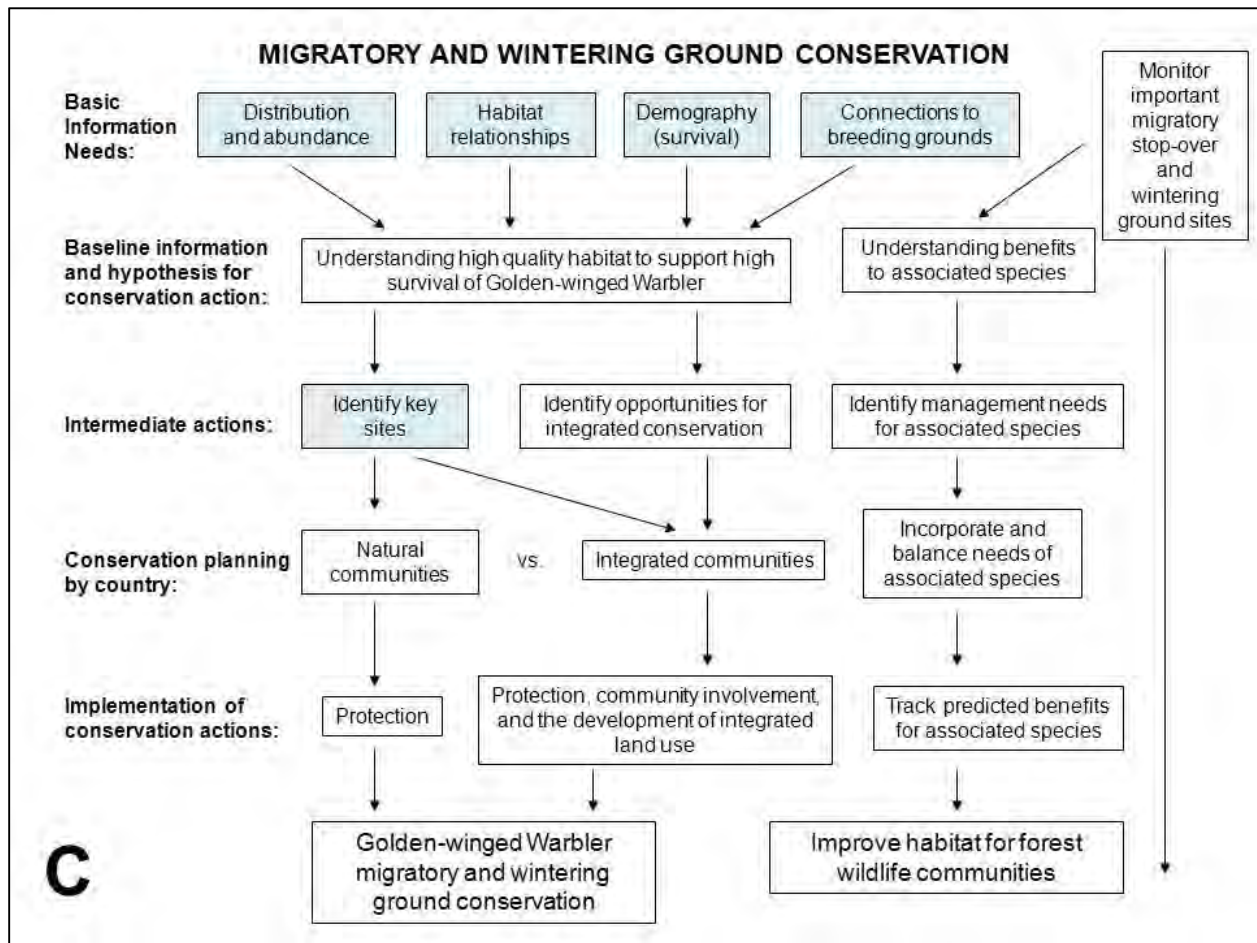 MIGRATORY AND WINTERING GROUND CONSERVATION
Monitor
important
migratory
stop-over
and
wintering
ground sites
Basic
Information
Needs:
Distribution
and abundance
Habitat
relationships
Demography
(survival)
Connections to
breeding grounds
Baseline information
and hypothesis for
conservation action:
Understanding high quality habitat to support high
survival of Golden-winged Warbler
Understanding benefits
to associated species
Intermediate actions:
Identify key
sites
Identify opportunities for
integrated conservation
Identify management needs
for associated species
Conservation planning
by country:
Natural
communities
vs.
Integrated communities
Incorporate and
balance needs of
associated species
Implementation of
conservation actions:
Protection
Protection, community involvement,
and the development of integrated
land use
Track predicted benefits
for associated species
C
Golden-winged Warbler
migratory and wintering
ground conservation
Improve habitat for forest
wildlife communities